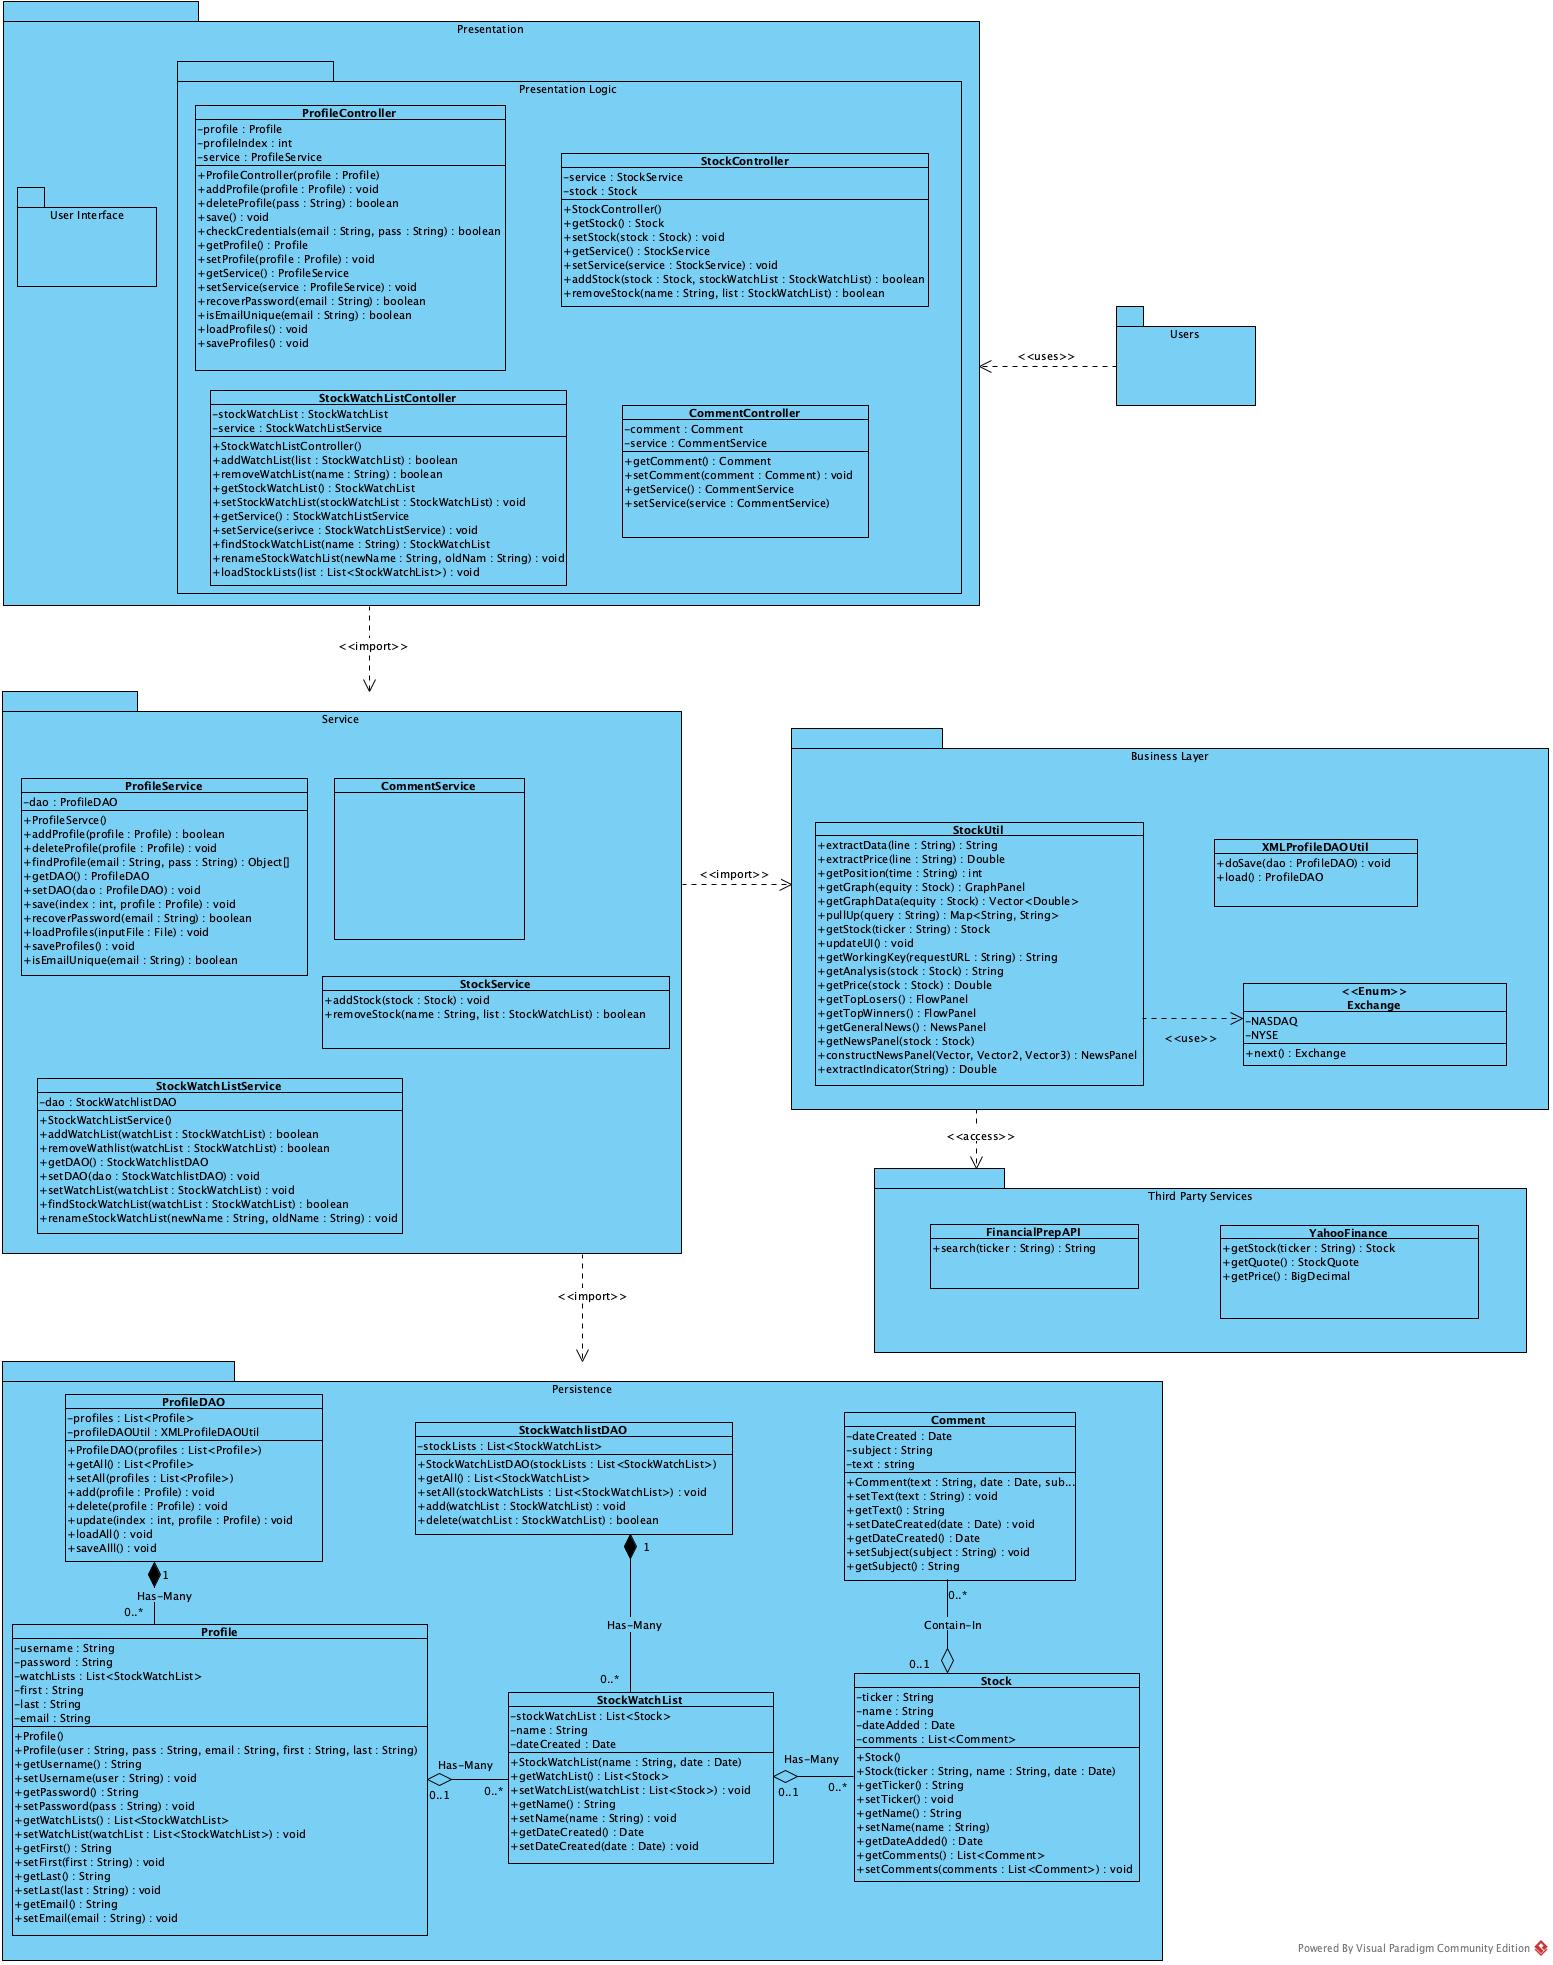 Presentation
Presentation Logic
ProfileController
-profile : Profile
-profileIndex : int
-service : ProfileService
+ProfileController(profile : Profile)
+addProfile(profile : Profile) : void
+deleteProfile(pass : String) : boolean
+save() : void
+checkCredentials(email : String, pass : String) : boolean
+getProfile() : Profile
+setProfile(profile : Profile) : void
+getService() : ProfileService
+setService(service : ProfileService) : void
+recoverPassword(email : String) : boolean
+isEmailUnique(email : String) : boolean
+loadProfiles() : void
+saveProfiles() : void
StockController
-service : StockService
-stock : Stock
+StockController()
+getStock() : Stock
+setStock(stock : Stock) : void
+getService() : StockService
+setService(service : StockService) : void
+addStock(stock : Stock, stockWatchList : StockWatchList) : boolean
+removeStock(name : String, list : StockWatchList) : boolean
User Interface
Users
<<uses>>
StockWatchListContoller
-stockWatchList : StockWatchList
-service : StockWatchListService
+StockWatchListController()
+addWatchList(list : StockWatchList) : boolean
+removeWatchList(name : String) : boolean
+getStockWatchList() : StockWatchList
+setStockWatchList(stockWatchList : StockWatchList) : void
+getService() : StockWatchListService
+setService(serivce : StockWatchListService) : void
+findStockWatchList(name : String) : StockWatchList
+renameStockWatchList(newName : String, oldNam : String) : void
+loadStockLists(list : List<StockWatchList>) : void
CommentController
-comment : Comment
-service : CommentService
+getComment() : Comment
+setComment(comment : Comment) : void
+getService() : CommentService
+setService(service : CommentService)
<<import>>
Service
ProfileService
-dao : ProfileDAO
+ProfileServce()
+addProfile(profile : Profile) : boolean
+deleteProfile(profile : Profile) : void
+findProfile(email : String, pass : String) : Object[]
+getDAO() : ProfileDAO
+setDAO(dao : ProfileDAO) : void
+save(index : int, profile : Profile) : void
+recoverPassword(email : String) : boolean
+loadProfiles(inputFile : File) : void
+saveProfiles() : void
+isEmailUnique(email : String) : boolean
CommentService
StockService
+addStock(stock : Stock) : void
+removeStock(name : String, list : StockWatchList) : boolean
StockWatchListService
-dao : StockWatchlistDAO
+StockWatchListService()
+addWatchList(watchList : StockWatchList) : boolean
+removeWathlist(watchList : StockWatchList) : boolean
+getDAO() : StockWatchlistDAO
+setDAO(dao : StockWatchlistDAO) : void
+setWatchList(watchList : StockWatchList) : void
+findStockWatchList(watchList : StockWatchList) : boolean
+renameStockWatchList(newName : String, oldName : String) : void
<<import>>
Business Layer
StockUtil
+extractData(line : String) : String
+extractPrice(line : String) : Double
+getPosition(time : String) : int
+getGraph(equity : Stock) : GraphPanel
+getGraphData(equity : Stock) : Vector<Double>
+pullUp(query : String) : Map<String, String>
+getStock(ticker : String) : Stock
+updateUI() : void
+getWorkingKey(requestURL : String) : String
+getAnalysis(stock : Stock) : String
+getPrice(stock : Stock) : Double
+getTopLosers() : FlowPanel
+getTopWinners() : FlowPanel
+getGeneralNews() : NewsPanel
+getNewsPanel(stock : Stock)
+constructNewsPanel(Vector, Vector2, Vector3) : NewsPanel
+extractIndicator(String) : Double
XMLProfileDAOUtil
+doSave(dao : ProfileDAO) : void
+load() : ProfileDAO
<<use>>
<<Enum>>
Exchange
-NASDAQ
-NYSE
+next() : Exchange
<<access>>
Third Party Services
FinancialPrepAPI
+search(ticker : String) : String
YahooFinance
+getStock(ticker : String) : Stock
+getQuote() : StockQuote
+getPrice() : BigDecimal
<<import>>
Persistence
ProfileDAO
-profiles : List<Profile>
-profileDAOUtil : XMLProfileDAOUtil
+ProfileDAO(profiles : List<Profile>)
+getAll() : List<Profile>
+setAll(profiles : List<Profile>)
+add(profile : Profile) : void
+delete(profile : Profile) : void
+update(index : int, profile : Profile) : void
+loadAll() : void
+saveAlll() : void
StockWatchlistDAO
-stockLists : List<StockWatchList>
+StockWatchListDAO(stockLists : List<StockWatchList>)
+getAll() : List<StockWatchList>
+setAll(stockWatchLists : List<StockWatchList>) : void
+add(watchList : StockWatchList) : void
+delete(watchList : StockWatchList) : boolean
Comment
-dateCreated : Date
-subject : String
-text : string
+Comment(text : String, date : Date, sub...
+setText(text : String) : void
+getText() : String
+setDateCreated(date : Date) : void
+getDateCreated() : Date
+setSubject(subject : String) : void
+getSubject() : String
1
Has-Many
0..*
1
Has-Many
0..*
0..*
Contain-In
0..1
Profile
-username : String
-password : String
-watchLists : List<StockWatchList>
-first : String
-last : String
-email : String
+Profile()
+Profile(user : String, pass : String, email : String, first : String, last : String)
+getUsername() : String
+setUsername(user : String) : void
+getPassword() : String
+setPassword(pass : String) : void
+getWatchLists() : List<StockWatchList>
+setWatchList(watchList : List<StockWatchList>) : void
+getFirst() : String
+setFirst(first : String) : void
+getLast() : String
+setLast(last : String) : void
+getEmail() : String
+setEmail(email : String) : void
Has-Many
0..1
0..*
StockWatchList
-stockWatchList : List<Stock>
-name : String
-dateCreated : Date
+StockWatchList(name : String, date : Date)
+getWatchList() : List<Stock>
+setWatchList(watchList : List<Stock>) : void
+getName() : String
+setName(name : String) : void
+getDateCreated() : Date
+setDateCreated(date : Date) : void
Has-Many
0..1
0..*
Stock
-ticker : String
-name : String
-dateAdded : Date
-comments : List<Comment>
+Stock()
+Stock(ticker : String, name : String, date : Date)
+getTicker() : String
+setTicker() : void
+getName() : String
+setName(name : String)
+getDateAdded() : Date
+getComments() : List<Comment>
+setComments(comments : List<Comment>) : void
Powered By Visual Paradigm Community Edition